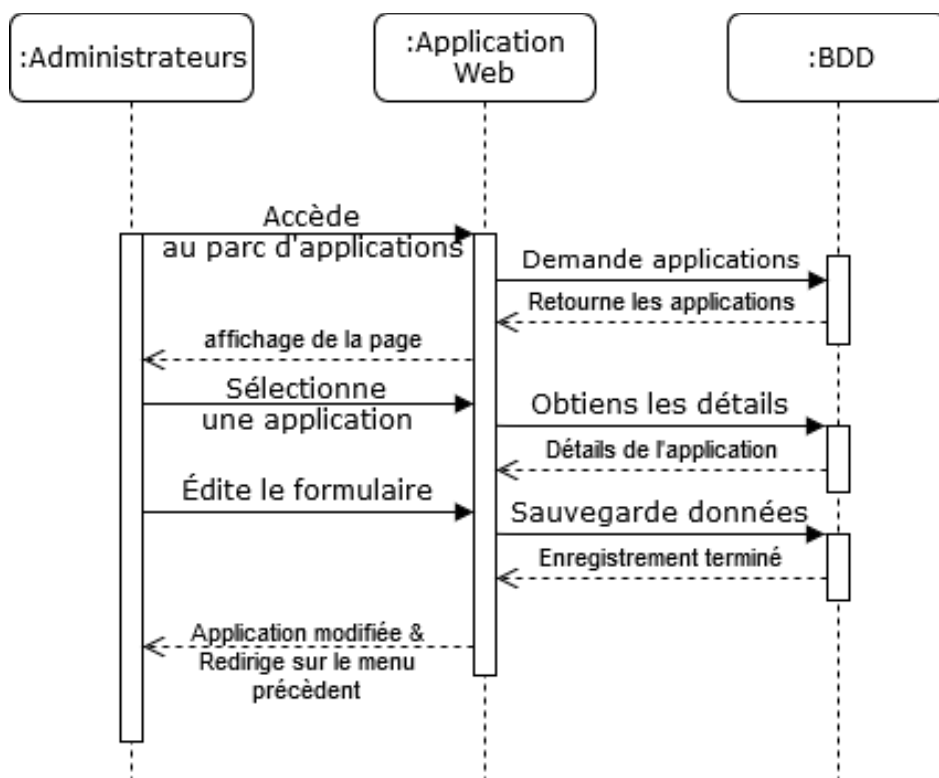 :Administrateurs
:Application
Web
:BDD
Accède
au parc d'applications
Demande applications
Retourne les applications
affichage de la page
Sélectionne
une application
Obtiens les détails
Détails de l'application
Édite le formulaire
Sauvegarde données
Enregistrement terminé
Application modifiée &
Redirige sur le menu
précèdent